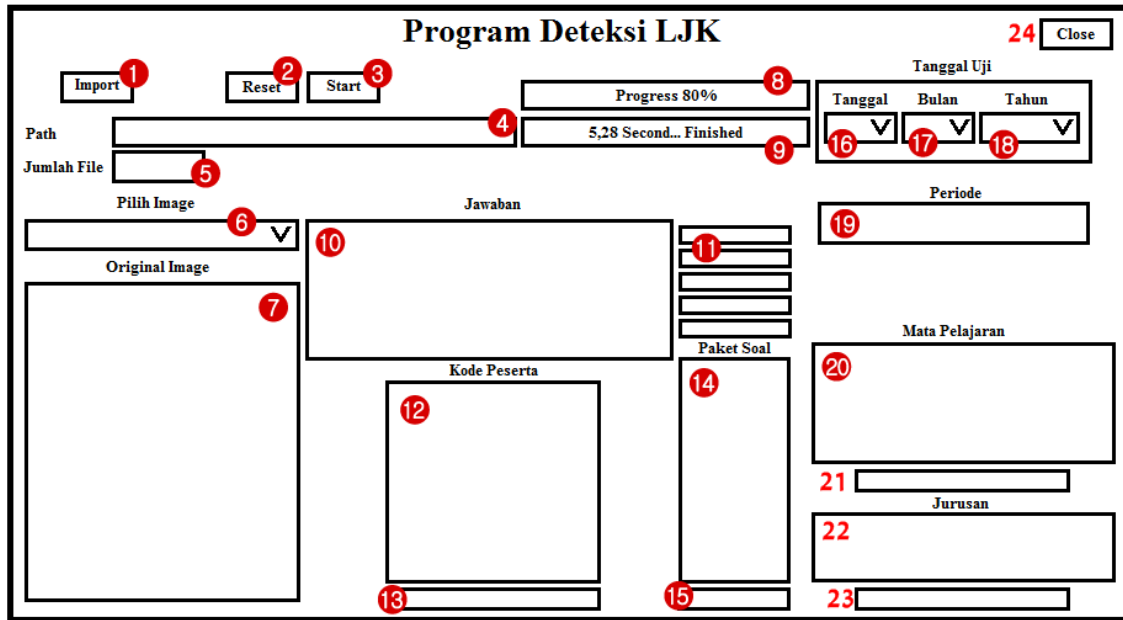 Program Deteksi LJK
24 Close
Import 1
Reset 2
Start 3
Progress 80% 8
Tanggal Uji
Tanggal Bulan Tahun
16 V 17 V 18 V
Path 4
5,28 Second... Finished 9
Jumlah File 5
Pilih Image
6 V
Original Image
7
Jawaban
10
11
Periode
19
Kode Peserta
12
13
Paket Soal
14
15
Mata Pelajaran
20
21
Jurusan
22
23